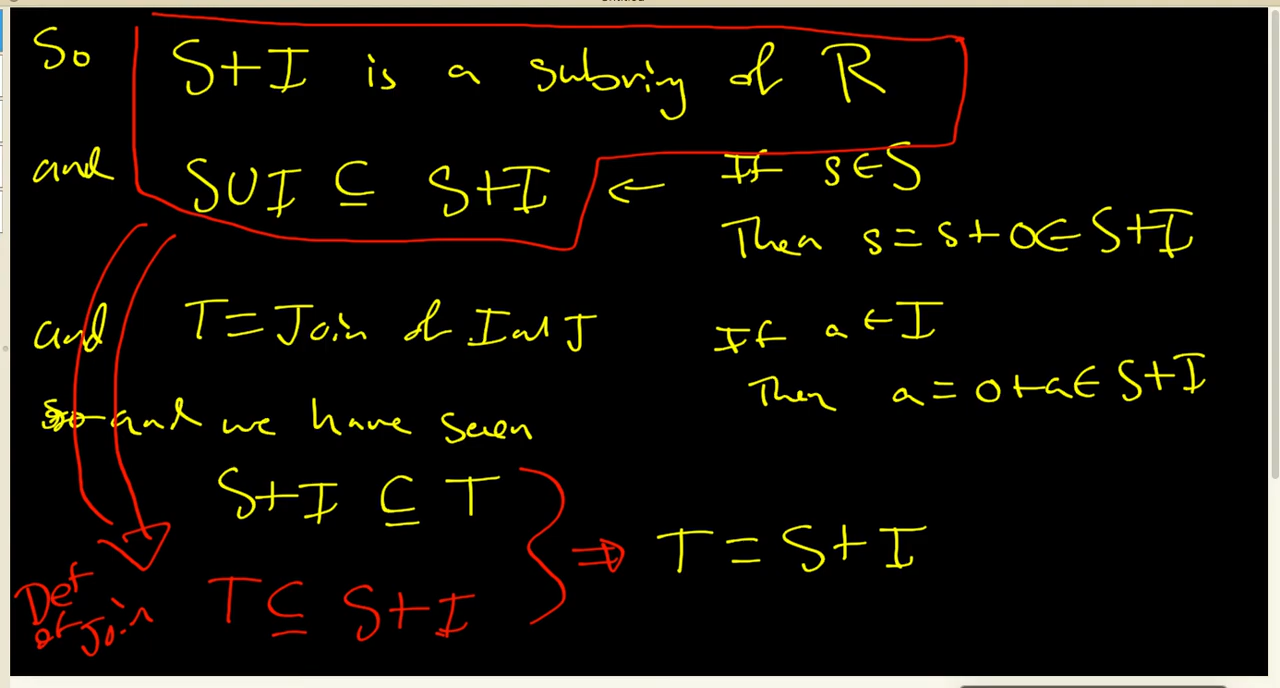 So S+I is a subring of R
and S∪I ⊆ S+I ← If s∈S
Then s = s+0∈ S+I
and T = Join of I and J
If a∈I
Then a = 0+a∈ S+I
and we have seen
S+I ⊆ T
⇒ T = S+I
Def of Join T ⊆ S+I